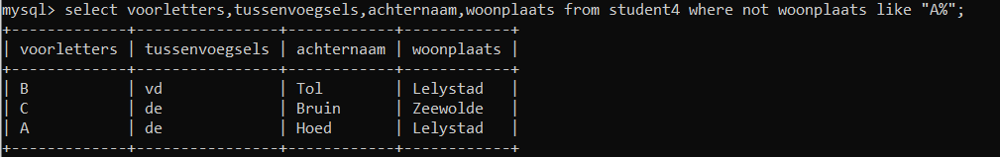 mysql> select voorletters,tussenvoegsels,achternaam,woonplaats from student4 where not woonplaats like "A%";
+-------------+----------------+------------+------------+
| voorletters | tussenvoegsels | achternaam | woonplaats |
+-------------+----------------+------------+------------+
| B           | vd             | Tol        | Lelystad   |
| C           | de             | Bruin      | Zeewolde   |
| A           | de             | Hoed       | Lelystad   |
+-------------+----------------+------------+------------+